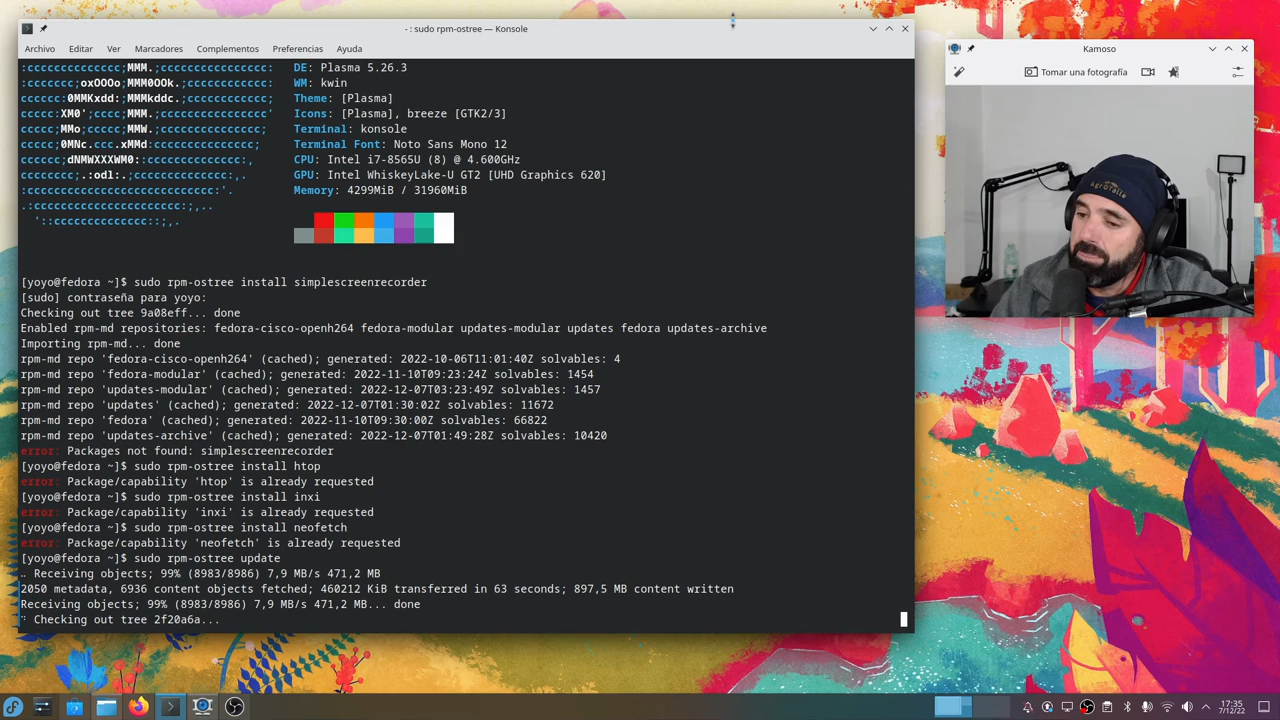 - : sudo rpm-ostree — Konsole
Archivo Editar Ver Marcadores Complementos Preferencias Ayuda
:ccccccccccccc;MMM.;cccccccccccccccc: DE: Plasma 5.26.3
:ccccccc;oxOOOo;MMM0OOk.;cccccccccccc: WM: kwin
cccccc:0MMKxdd:;MMMkddc.;cccccccccccc; Theme: [Plasma]
ccccc:XM0';cccc;MMM.;cccccccccccccccc' Icons: [Plasma], breeze [GTK2/3]
ccccc;MMo;ccccc;MMW.;ccccccccccccccc; Terminal: konsole
ccccc;0MNc.ccc.xMMd:ccccccccccccccc; Terminal Font: Noto Sans Mono 12
cccccc;dNMWXXXWM0::cccccccccccccc:, CPU: Intel i7-8565U (8) @ 4.600GHz
cccccccc;.:odl:.;cccccccccccccc:,. GPU: Intel WhiskeyLake-U GT2 [UHD Graphics 620]
:cccccccccccccccccccccccccccc:'. Memory: 4299MiB / 31960MiB
.:cccccccccccccccccccccc:;,..
'::cccccccccccccc::;,.
[yoyo@fedora ~]$ sudo rpm-ostree install simplescreenrecorder
[sudo] contraseña para yoyo:
Checking out tree 9a08eff... done
Enabled rpm-md repositories: fedora-cisco-openh264 fedora-modular updates-modular updates fedora updates-archive
Importing rpm-md... done
rpm-md repo 'fedora-cisco-openh264' (cached); generated: 2022-10-06T11:01:40Z solvables: 4
rpm-md repo 'fedora-modular' (cached); generated: 2022-11-10T09:23:24Z solvables: 1454
rpm-md repo 'updates-modular' (cached); generated: 2022-12-07T03:23:49Z solvables: 1457
rpm-md repo 'updates' (cached); generated: 2022-12-07T01:30:02Z solvables: 11672
rpm-md repo 'fedora' (cached); generated: 2022-11-10T09:30:00Z solvables: 66822
rpm-md repo 'updates-archive' (cached); generated: 2022-12-07T01:49:28Z solvables: 10420
error: Packages not found: simplescreenrecorder
[yoyo@fedora ~]$ sudo rpm-ostree install htop
error: Package/capability 'htop' is already requested
[yoyo@fedora ~]$ sudo rpm-ostree install inxi
error: Package/capability 'inxi' is already requested
[yoyo@fedora ~]$ sudo rpm-ostree install neofetch
error: Package/capability 'neofetch' is already requested
[yoyo@fedora ~]$ sudo rpm-ostree update
Receiving objects; 99% (8983/8986) 7,9 MB/s 471,2 MB
2050 metadata, 6936 content objects fetched; 460212 KiB transferred in 63 seconds; 897,5 MB content written
Receiving objects; 99% (8983/8986) 7,9 MB/s 471,2 MB... done
Checking out tree 2f20a6a...
Kamoso
Tomar una fotografía
Agrovalle
17:35
7/12/22